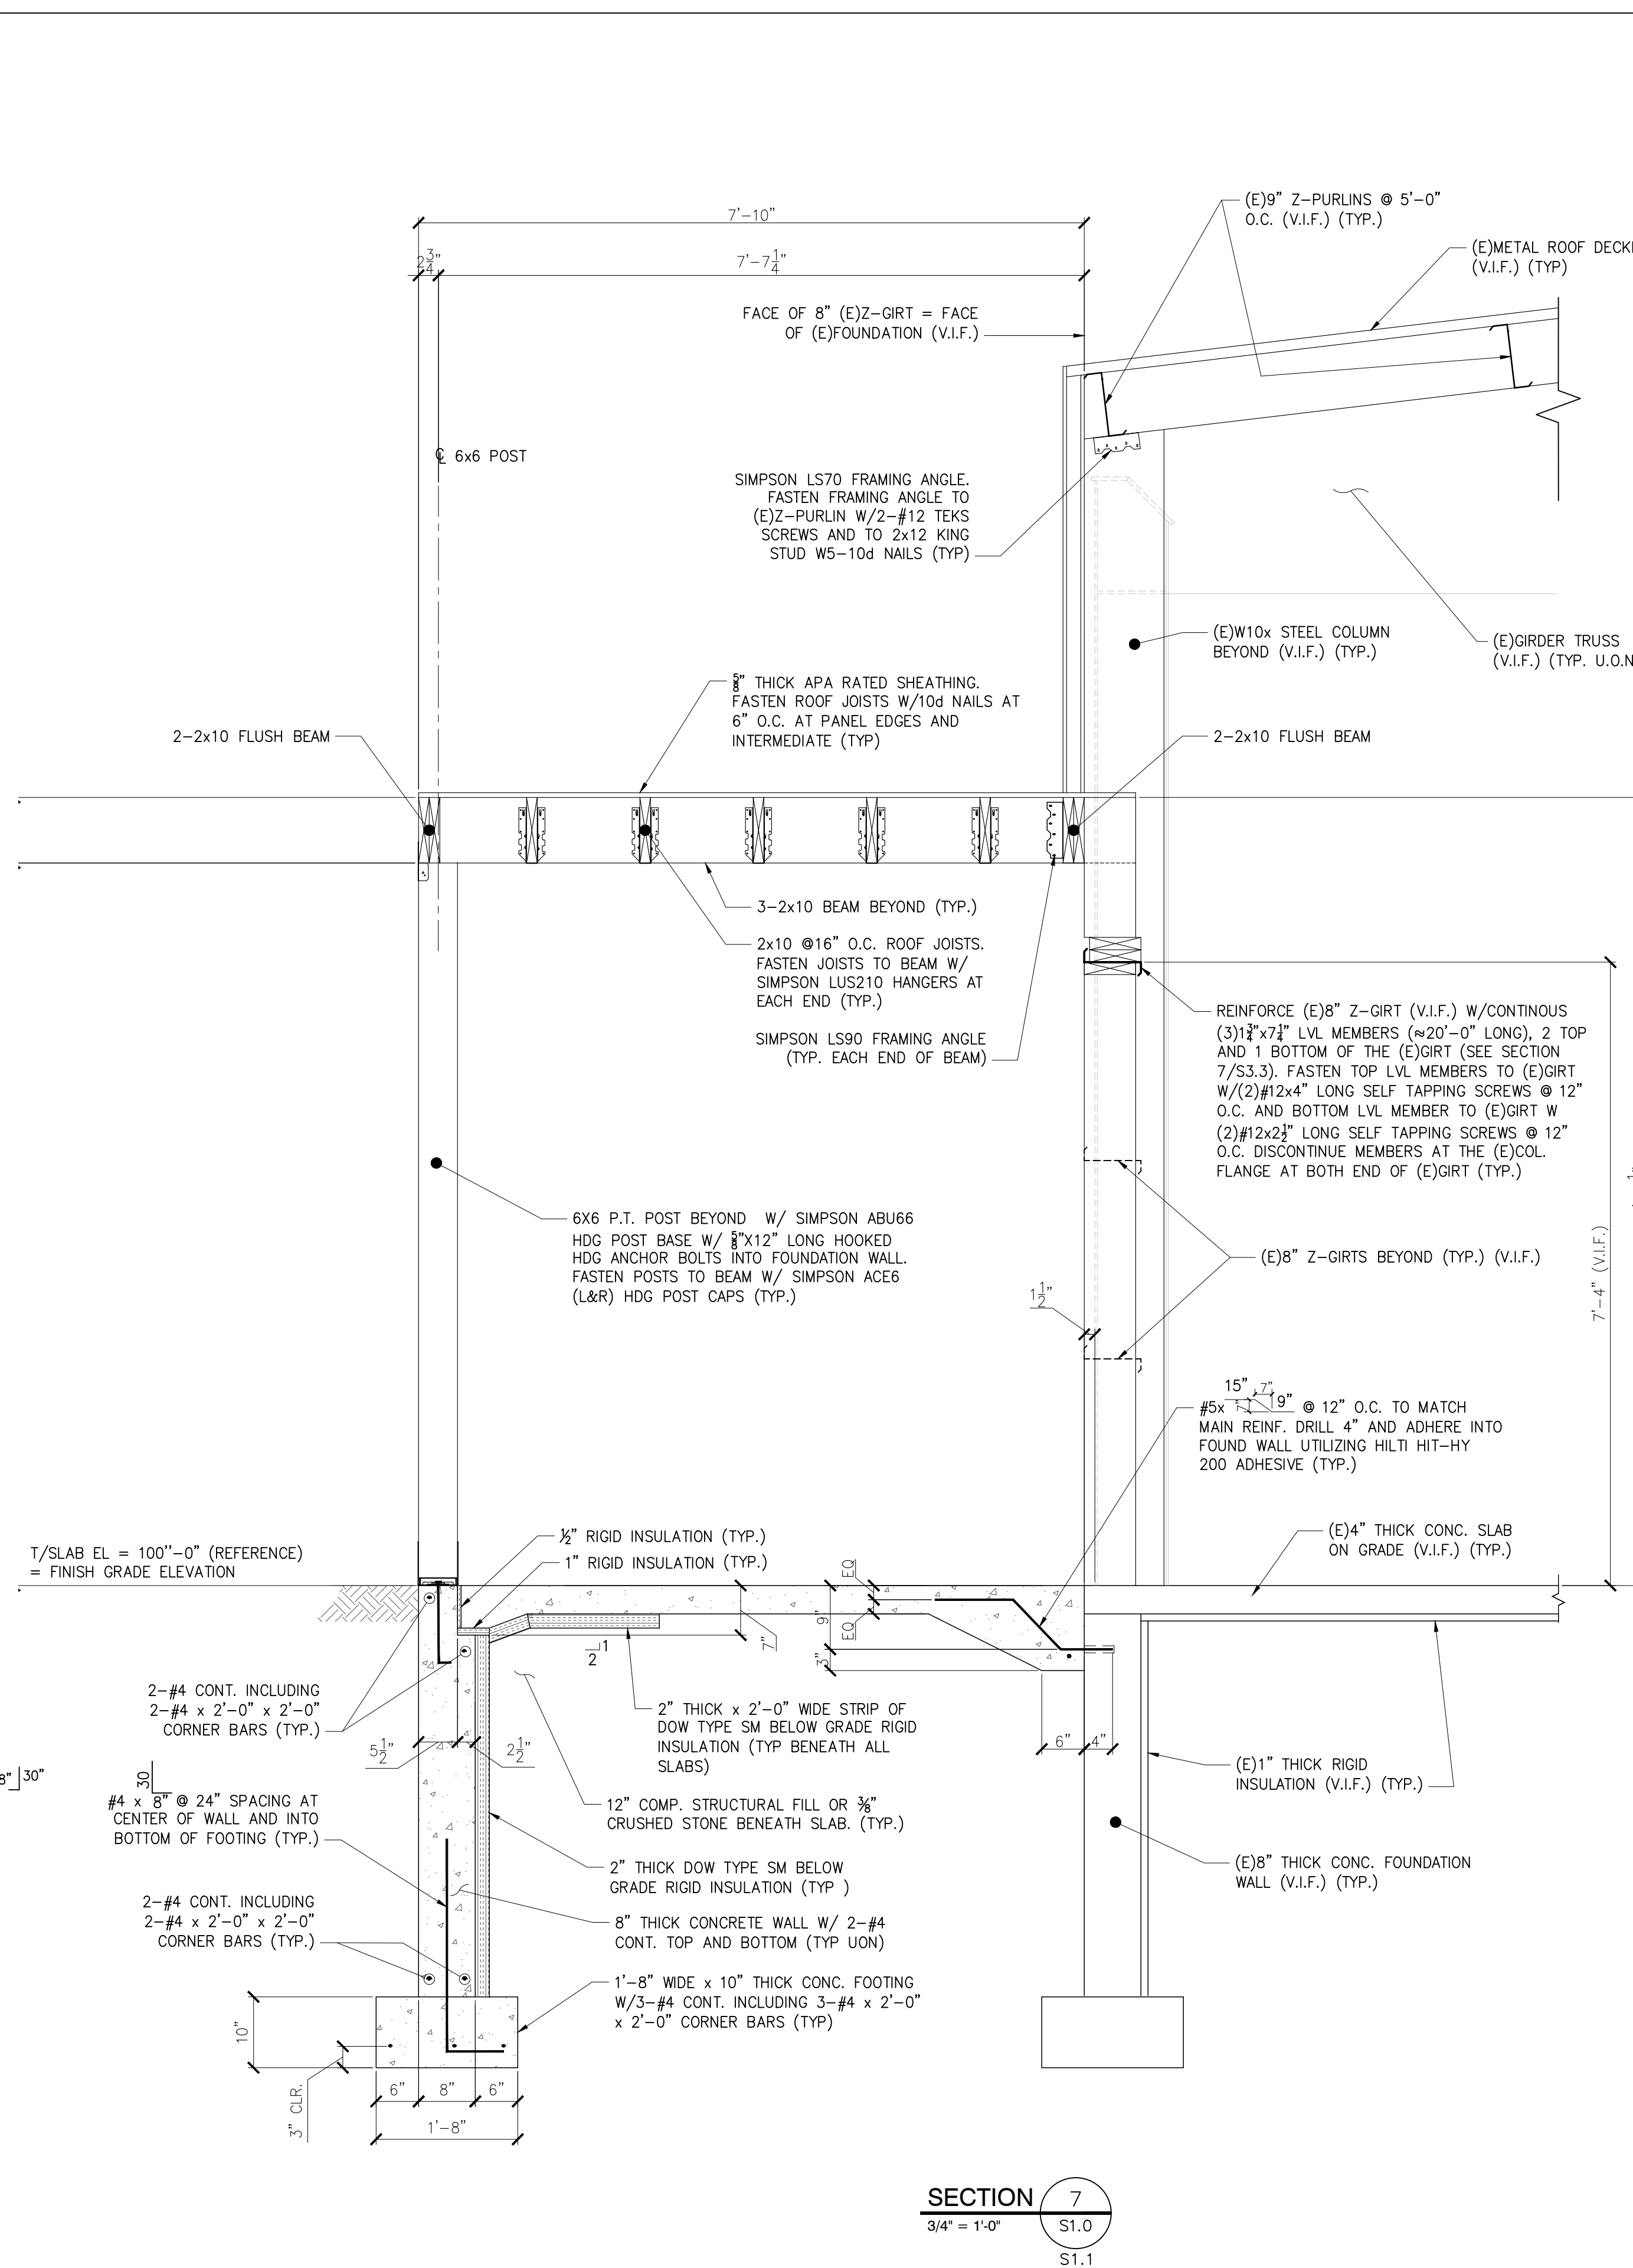 7'-10"
2 3/4"
7'-7 1/4"
(E)9" Z-PURLINS @ 5'-0"
O.C. (V.I.F.) (TYP.)
(E)METAL ROOF
(V.I.F.) (TYP)
FACE OF 8" (E)Z-GIRT = FACE
OF (E)FOUNDATION (V.I.F.)
℄ 6x6 POST
SIMPSON LS70 FRAMING ANGLE.
FASTEN FRAMING ANGLE TO
(E)Z-PURLIN W/2-#12 TEKS
SCREWS AND TO 2x12 KING
STUD W5-10d NAILS (TYP)
(E)W10x STEEL COLUMN
BEYOND (V.I.F.) (TYP.)
(E)GIRDER TRUSS
(V.I.F.) (TYP. U.O.N
5/8" THICK APA RATED SHEATHING.
FASTEN ROOF JOISTS W/10d NAILS AT
6" O.C. AT PANEL EDGES AND
INTERMEDIATE (TYP)
2-2x10 FLUSH BEAM
2-2x10 FLUSH BEAM
3-2x10 BEAM BEYOND (TYP.)
2x10 @16" O.C. ROOF JOISTS.
FASTEN JOISTS TO BEAM W/
SIMPSON LUS210 HANGERS AT
EACH END (TYP.)
SIMPSON LS90 FRAMING ANGLE
(TYP. EACH END OF BEAM)
REINFORCE (E)8" Z-GIRT (V.I.F.) W/CONTINOUS
(3)1 3/4"x7 1/4" LVL MEMBERS (≈20'-0" LONG), 2 TOP
AND 1 BOTTOM OF THE (E)GIRT (SEE SECTION
7/S3.3). FASTEN TOP LVL MEMBERS TO (E)GIRT
W/(2)#12x4" LONG SELF TAPPING SCREWS @ 12"
O.C. AND BOTTOM LVL MEMBER TO (E)GIRT W
(2)#12x2 1/2" LONG SELF TAPPING SCREWS @ 12"
O.C. DISCONTINUE MEMBERS AT THE (E)COL.
FLANGE AT BOTH END OF (E)GIRT (TYP.)
6X6 P.T. POST BEYOND W/ SIMPSON ABU66
HDG POST BASE W/ 5/8"X12" LONG HOOKED
HDG ANCHOR BOLTS INTO FOUNDATION WALL.
FASTEN POSTS TO BEAM W/ SIMPSON ACE6
(L&R) HDG POST CAPS (TYP.)
(E)8" Z-GIRTS BEYOND (TYP.) (V.I.F.)
7'-4" (V.I.F.)
1 1/2"
15" 7"
#5x 7" 9" @ 12" O.C. TO MATCH
MAIN REINF. DRILL 4" AND ADHERE INTO
FOUND WALL UTILIZING HILTI HIT-HY
200 ADHESIVE (TYP.)
T/SLAB EL = 100''-0" (REFERENCE)
= FINISH GRADE ELEVATION
½" RIGID INSULATION (TYP.)
1" RIGID INSULATION (TYP.)
(E)4" THICK CONC. SLAB
ON GRADE (V.I.F.) (TYP.)
EQ
EQ
9"
3"
7"
1
2
2-#4 CONT. INCLUDING
2-#4 x 2'-0" x 2'-0"
CORNER BARS (TYP.)
5 1/2"
2 1/2"
2" THICK x 2'-0" WIDE STRIP OF
DOW TYPE SM BELOW GRADE RIGID
INSULATION (TYP BENEATH ALL
SLABS)
6"
4"
(E)1" THICK RIGID
INSULATION (V.I.F.) (TYP.)
8" 30"
30
#4 x 8" @ 24" SPACING AT
CENTER OF WALL AND INTO
BOTTOM OF FOOTING (TYP.)
12" COMP. STRUCTURAL FILL OR ⅜"
CRUSHED STONE BENEATH SLAB. (TYP.)
2" THICK DOW TYPE SM BELOW
GRADE RIGID INSULATION (TYP )
(E)8" THICK CONC. FOUNDATION
WALL (V.I.F.) (TYP.)
2-#4 CONT. INCLUDING
2-#4 x 2'-0" x 2'-0"
CORNER BARS (TYP.)
8" THICK CONCRETE WALL W/ 2-#4
CONT. TOP AND BOTTOM (TYP UON)
1'-8" WIDE x 10" THICK CONC. FOOTING
W/3-#4 CONT. INCLUDING 3-#4 x 2'-0"
x 2'-0" CORNER BARS (TYP)
10"
3" CLR.
6"
8"
6"
1'-8"
SECTION
7
3/4" = 1'-0"
S1.0
S1.1